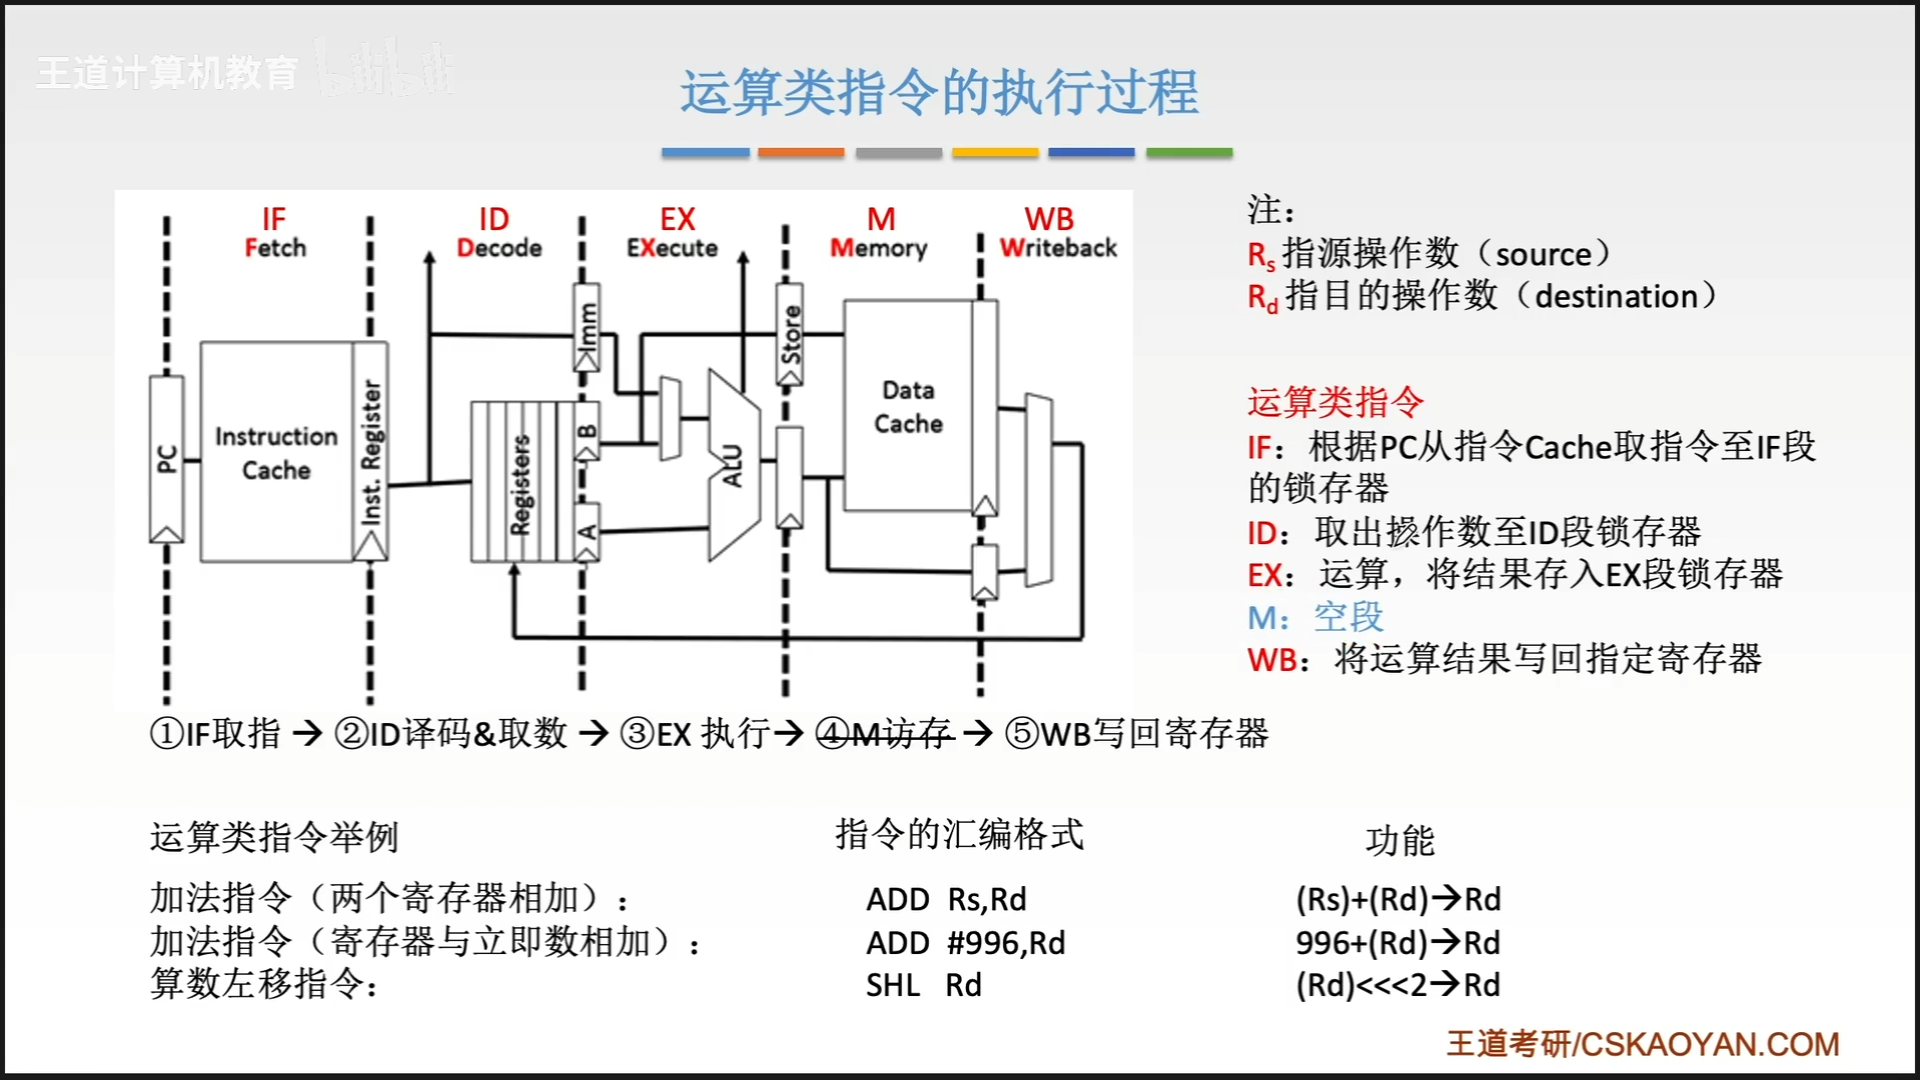 王道计算机教育 bilibili
运算类指令的执行过程
IF
Fetch
ID
Decode
EX
EXecute
M
Memory
WB
Writeback
PC
Instruction
Cache
Inst. Register
Registers
Imm
B
A
ALU
Store
Data
Cache
注：
Rs 指源操作数（source）
Rd 指目的操作数（destination）
运算类指令
IF：根据PC从指令Cache取指令至IF段
的锁存器
ID：取出操作数至ID段锁存器
EX：运算，将结果存入EX段锁存器
M：空段
WB：将运算结果写回指定寄存器
①IF取指 → ②ID译码&取数 → ③EX 执行→ ④M访存 → ⑤WB写回寄存器
运算类指令举例 指令的汇编格式 功能
加法指令（两个寄存器相加）： ADD Rs,Rd (Rs)+(Rd)→Rd
加法指令（寄存器与立即数相加）： ADD #996,Rd 996+(Rd)→Rd
算数左移指令： SHL Rd (Rd)<<<2→Rd
王道考研/CSKAOYAN.COM